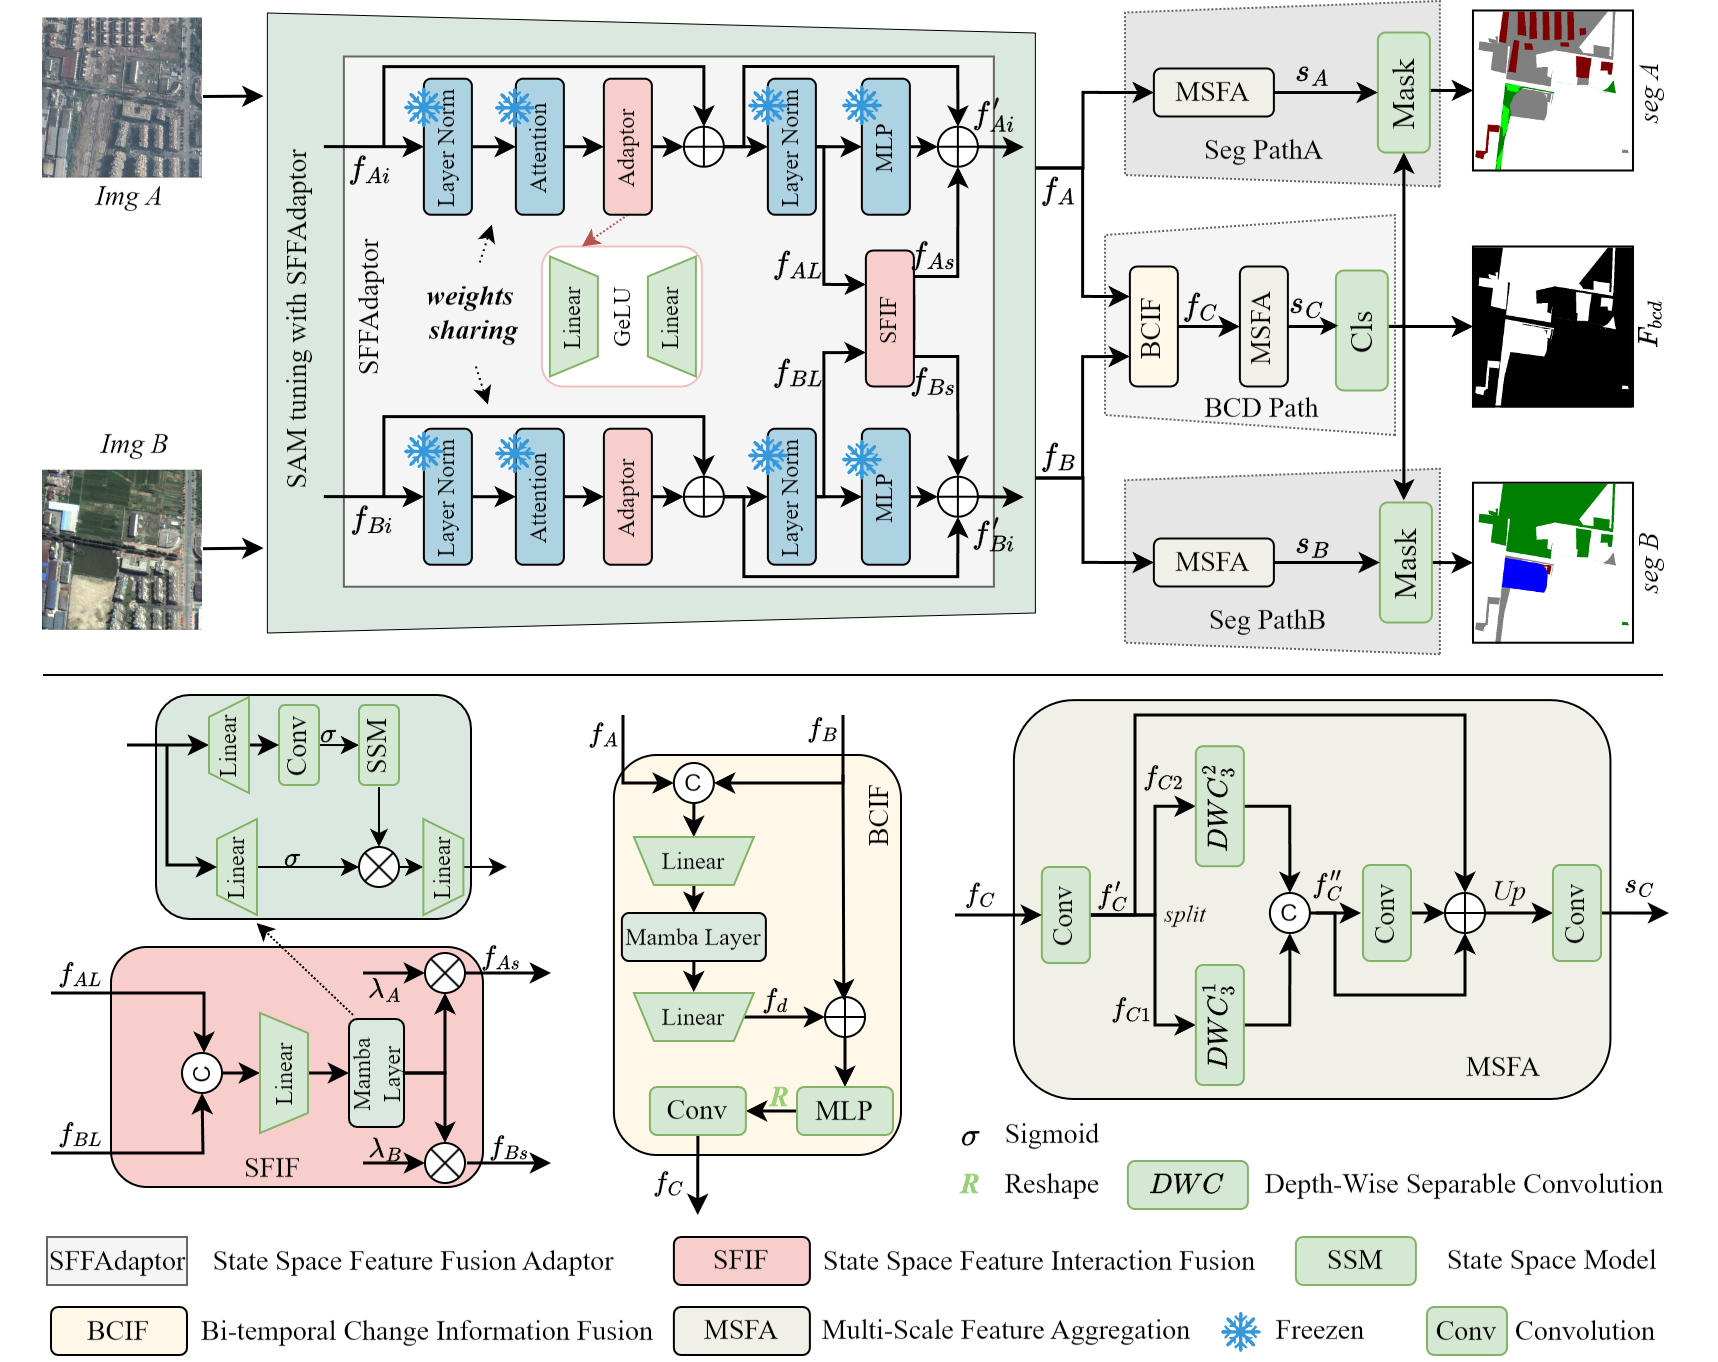 Img A
Img B
SAM tuning with SFFAdaptor
SFFAdaptor
f_{Ai}
Layer Norm
Attention
Adaptor
Layer Norm
MLP
f'_{Ai}
weights
sharing
Linear
GeLU
Linear
f_{AL}
f_{As}
SFIF
f_{BL}
f_{Bs}
f_{Bi}
Layer Norm
Attention
Adaptor
Layer Norm
MLP
f'_{Bi}
f_A
f_B
MSFA
s_A
Mask
Seg PathA
seg A
BCIF
f_C
MSFA
s_C
Cls
BCD Path
F_{bcd}
MSFA
s_B
Mask
Seg PathB
seg B
Linear
Conv
σ
SSM
Linear
σ
Linear
f_{AL}
f_{BL}
C
Linear
Mamba
Layer
λ_A
f_{As}
λ_B
f_{Bs}
SFIF
f_A
f_B
C
BCIF
Linear
Mamba Layer
Linear
f_d
MLP
R
Conv
f_C
f_C
Conv
f'_C
split
f_{C2}
DWC_3^2
f_{C1}
DWC_3^1
C
f''_C
Conv
Up
Conv
s_C
MSFA
σ Sigmoid
R Reshape
DWC Depth-Wise Separable Convolution
SFFAdaptor State Space Feature Fusion Adaptor
SFIF State Space Feature Interaction Fusion
SSM State Space Model
BCIF Bi-temporal Change Information Fusion
MSFA Multi-Scale Feature Aggregation
Freezen
Conv Convolution